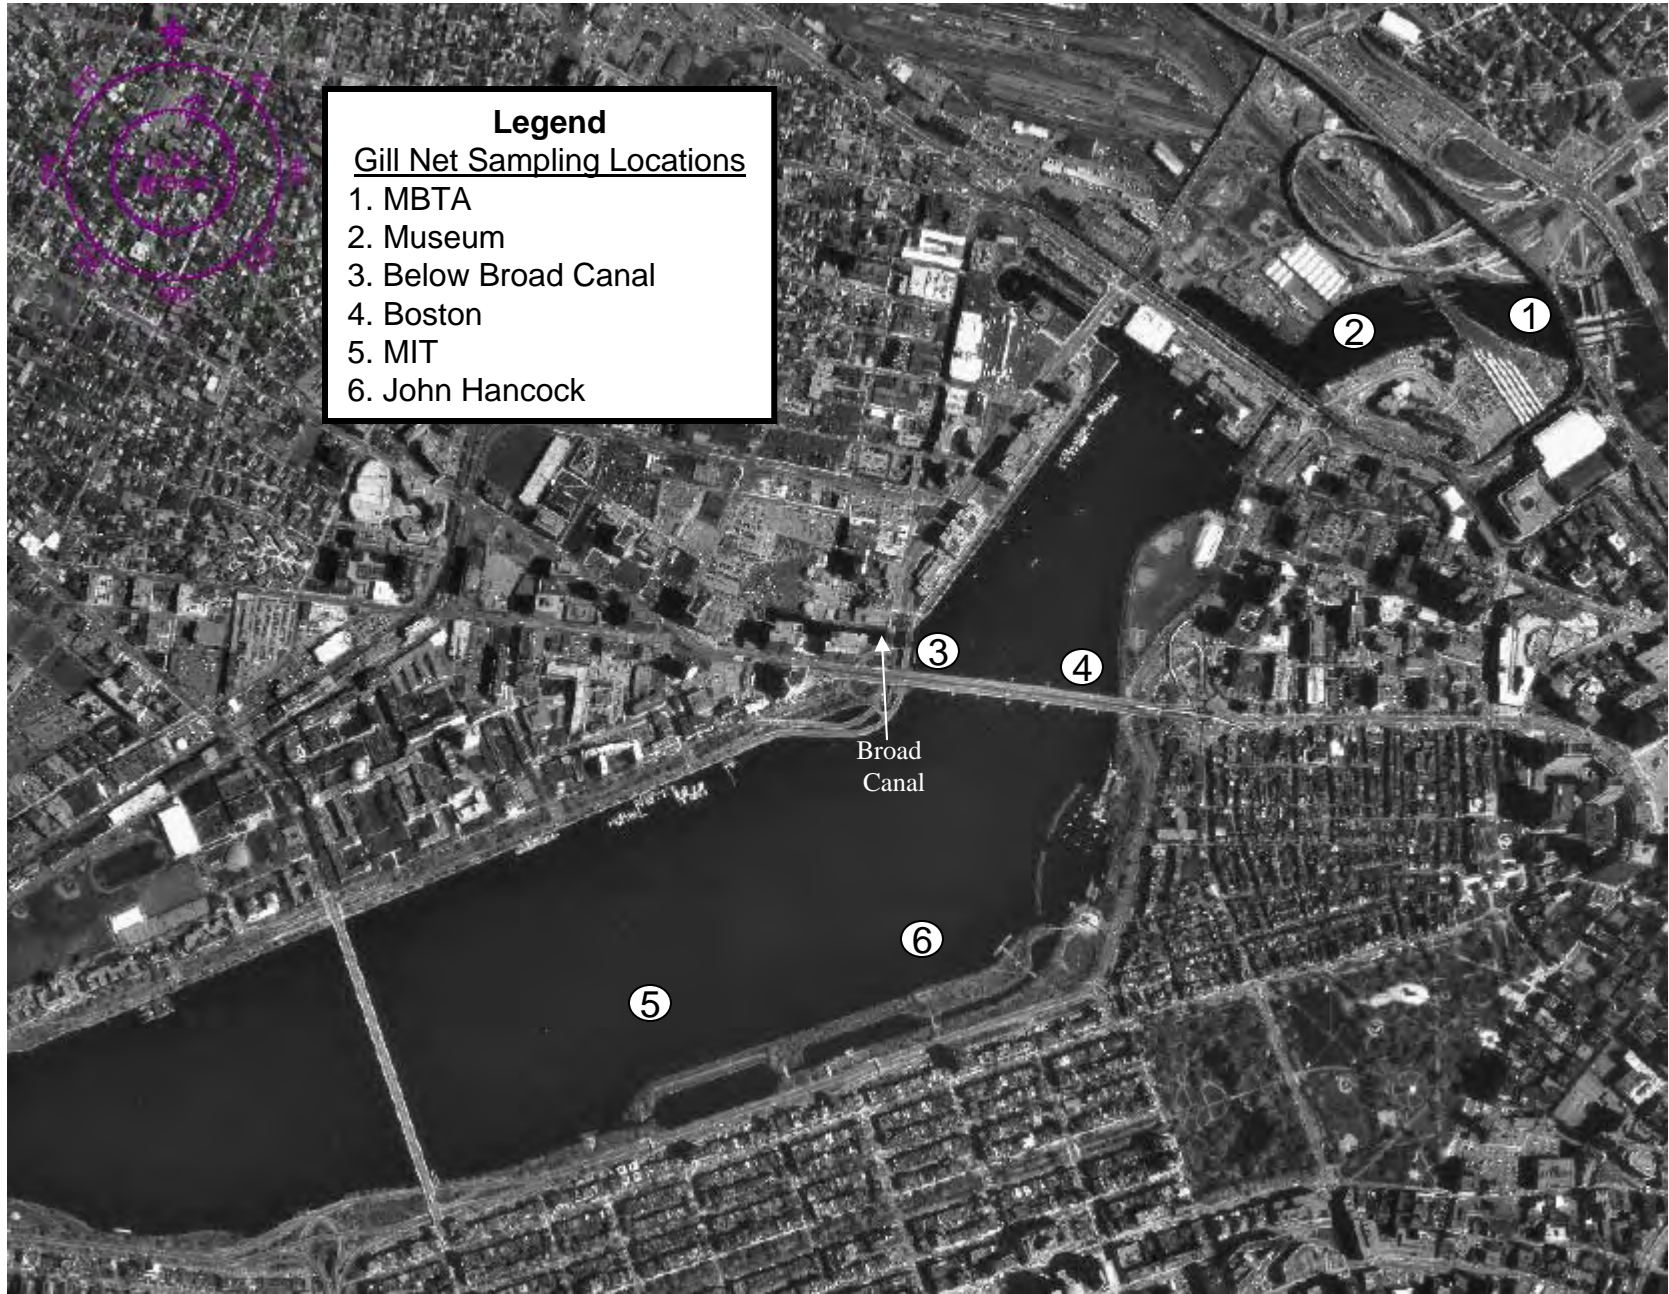 Legend
Gill Net Sampling Locations
1. MBTA
2. Museum
3. Below Broad Canal
4. Boston
5. MIT
6. John Hancock
1
2
3
4
Broad
Canal
6
5